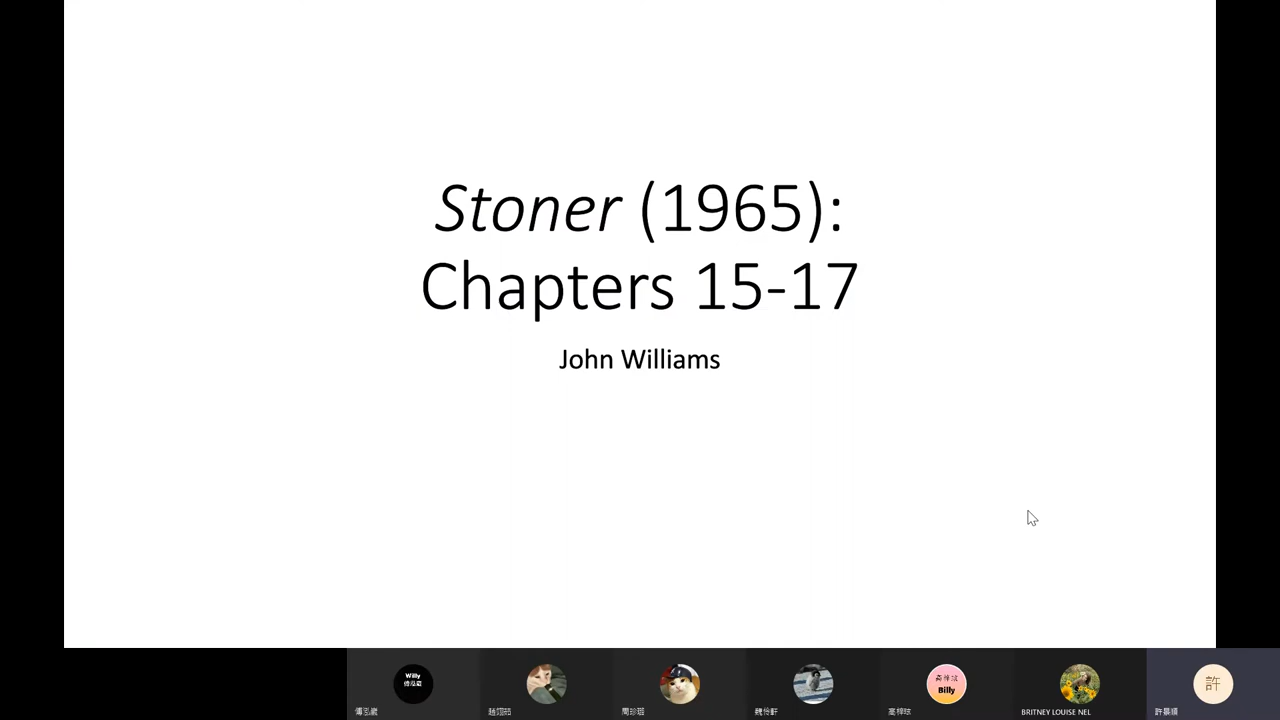 Stoner (1965):
Chapters 15-17
John Williams
Willy
Billy
BRITNEY LOUISE NEL
許